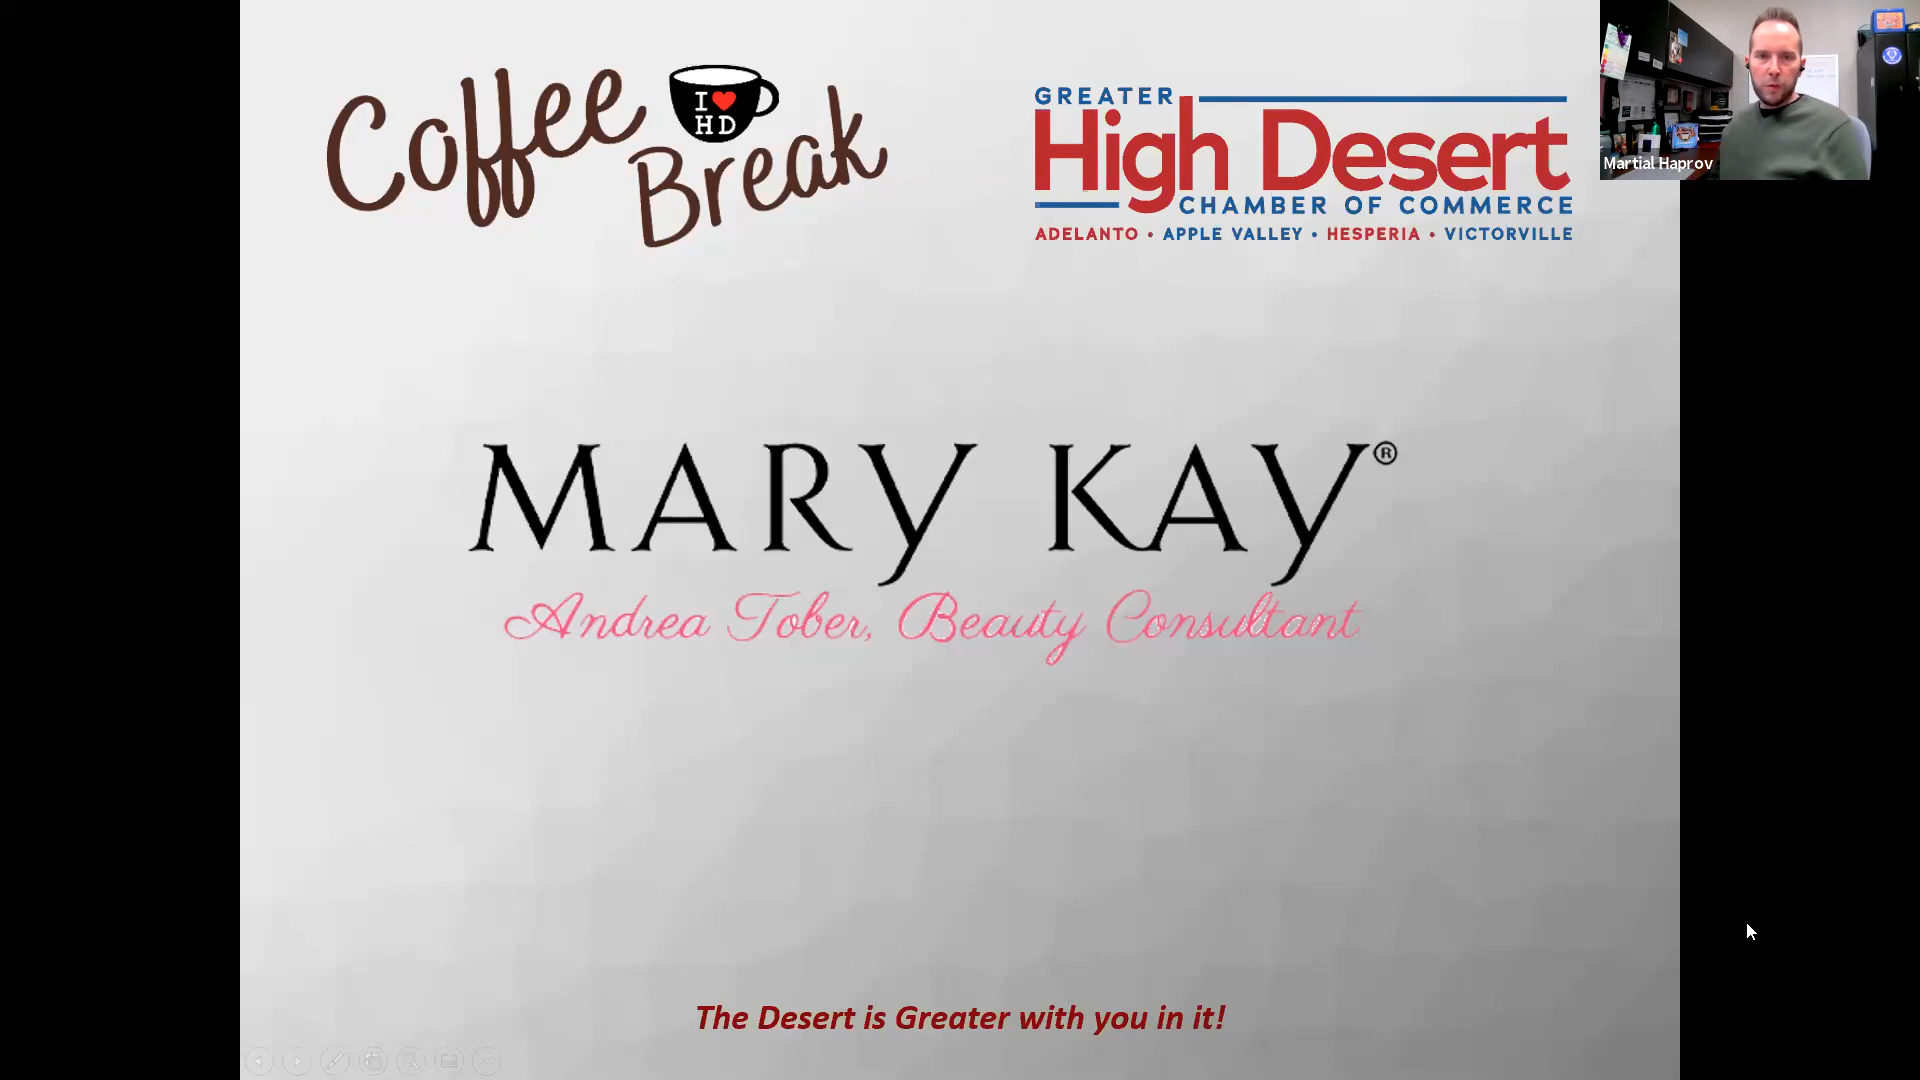 Coffee
I ❤ HD
Break
GREATER
High Desert
CHAMBER OF COMMERCE
ADELANTO • APPLE VALLEY • HESPERIA • VICTORVILLE
Martial Haprov
MARY KAY®
Andrea Tober, Beauty Consultant
The Desert is Greater with you in it!